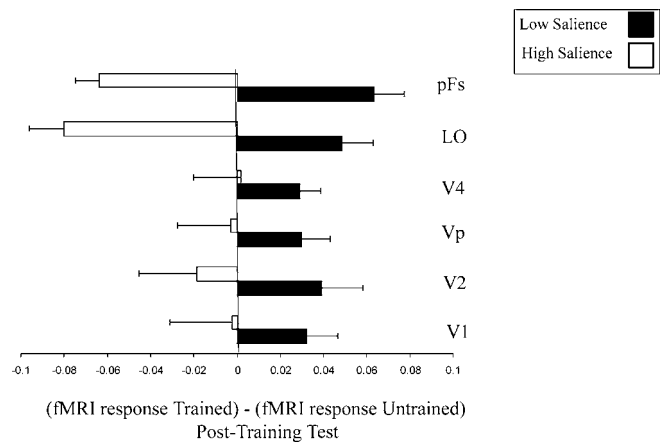 Low Salience
High Salience
pFs
LO
V4
Vp
V2
V1
-0.1 -0.08 -0.06 -0.04 -0.02 0 0.02 0.04 0.06 0.08 0.1
(fMRI response Trained) - (fMRI response Untrained)
Post-Training Test